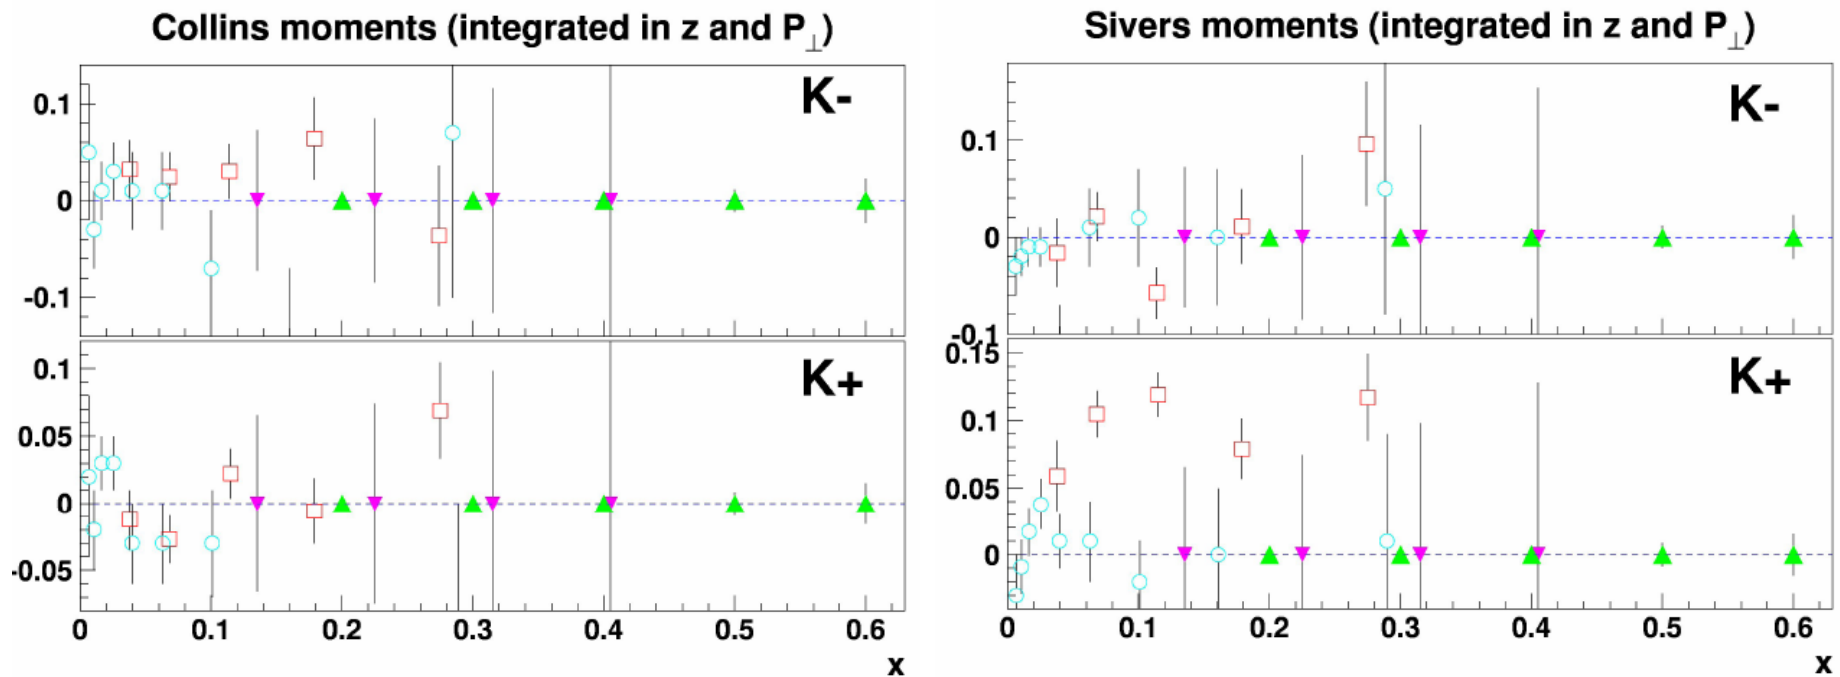 Collins moments (integrated in z and P⊥)
K-
0.1
0
-0.1
K+
0.1
0.05
0
-0.05
0 0.1 0.2 0.3 0.4 0.5 0.6
x
Sivers moments (integrated in z and P⊥)
K-
0.1
0
-0.1
K+
0.15
0.1
0.05
0
0 0.1 0.2 0.3 0.4 0.5 0.6
x